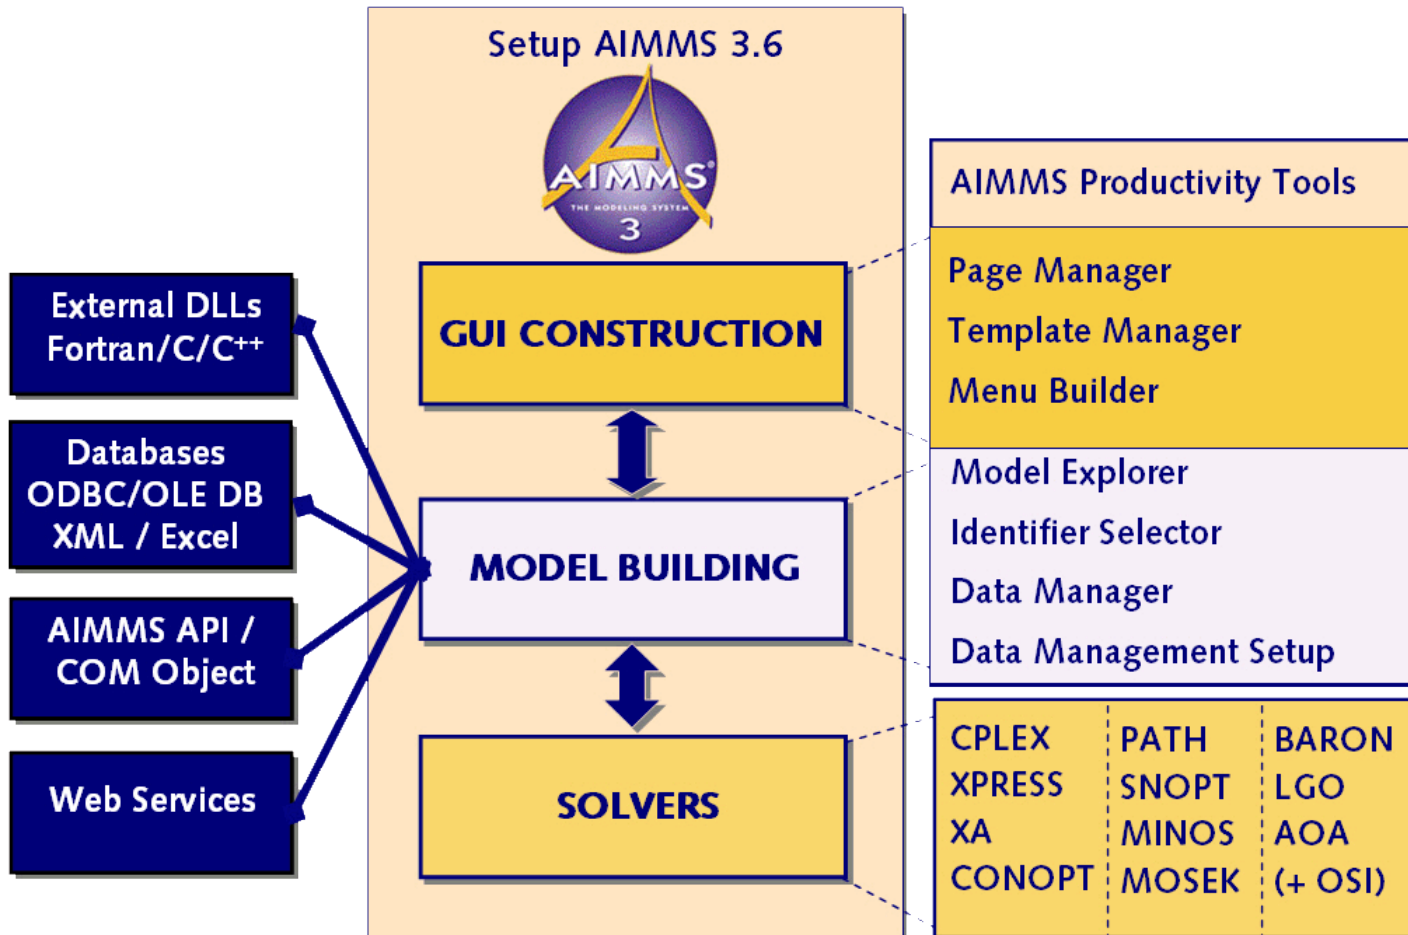 Setup AIMMS 3.6
AIMMS®
THE MODELING SYSTEM
3
External DLLs
Fortran/C/C++
Databases
ODBC/OLE DB
XML / Excel
AIMMS API /
COM Object
Web Services
GUI CONSTRUCTION
MODEL BUILDING
SOLVERS
AIMMS Productivity Tools
Page Manager
Template Manager
Menu Builder
Model Explorer
Identifier Selector
Data Manager
Data Management Setup
CPLEX PATH BARON
XPRESS SNOPT LGO
XA MINOS AOA
CONOPT MOSEK (+ OSI)